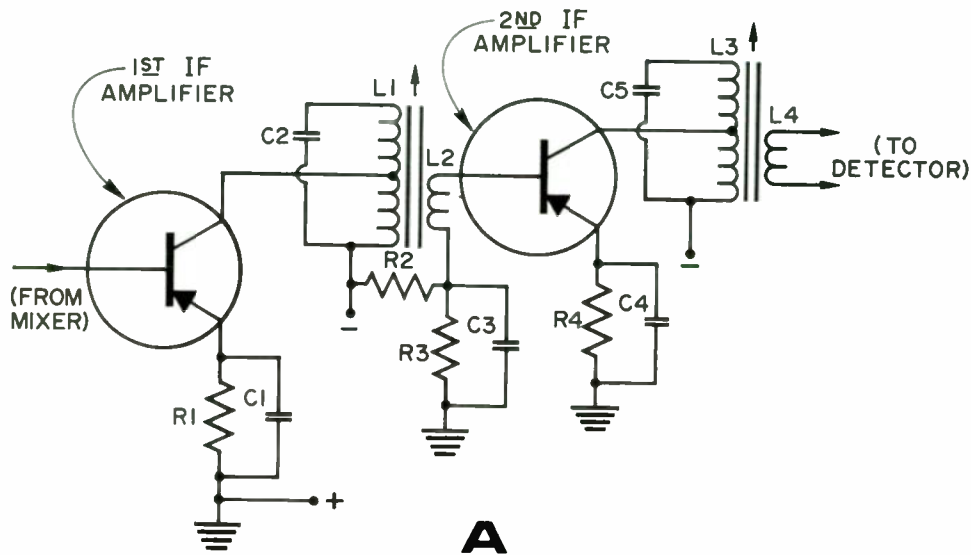 1ST IF
AMPLIFIER
2ND IF
AMPLIFIER
L1
C2
L2
L3
C5
L4
(TO
DETECTOR)
(FROM
MIXER)
R2
−
R3
C3
R4
C4
−
R1
C1
+
A